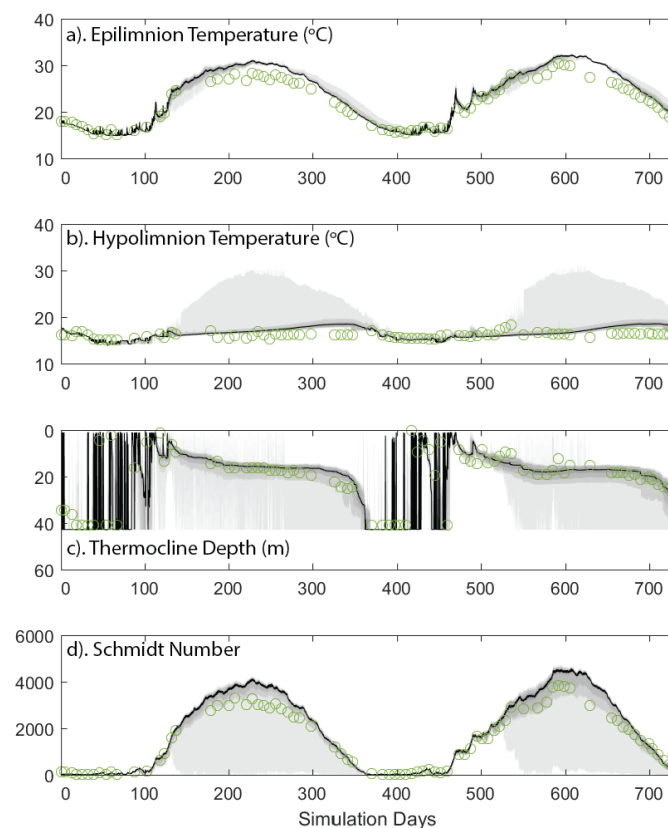 40
a). Epilimnion Temperature (ºC)
30
20
10
0 100 200 300 400 500 600 700
40
b). Hypolimnion Temperature (ºC)
30
20
10
0 100 200 300 400 500 600 700
0
20
40
c). Thermocline Depth (m)
60
0 100 200 300 400 500 600 700
6000
d). Schmidt Number
4000
2000
0
0 100 200 300 400 500 600 700
Simulation Days